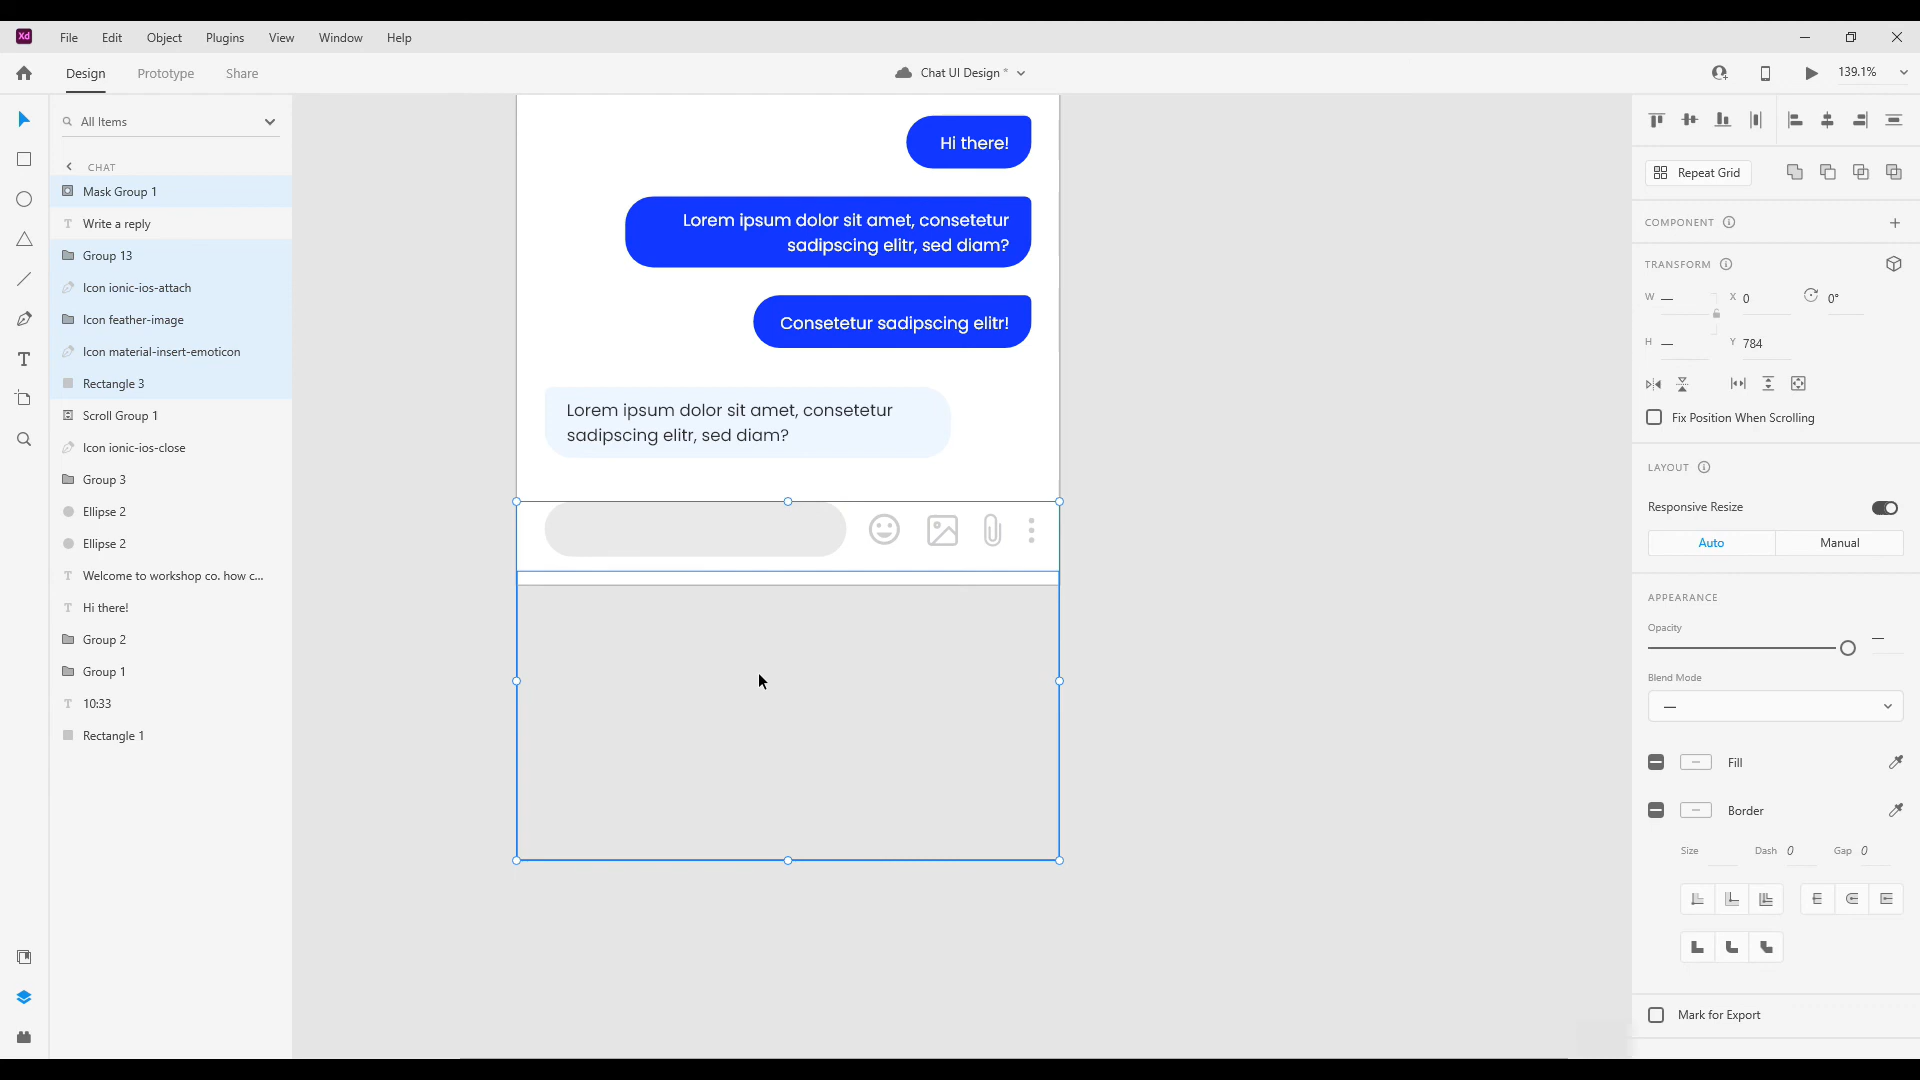 Xd File Edit Object Plugins View Window Help
Design Prototype Share Chat UI Design * 139.1%
All Items
CHAT
Mask Group 1
Write a reply
Group 13
Icon ionic-ios-attach
Icon feather-image
Icon material-insert-emoticon
Rectangle 3
Scroll Group 1
Icon ionic-ios-close
Group 3
Ellipse 2
Ellipse 2
Welcome to workshop co. how c...
Hi there!
Group 2
Group 1
10:33
Rectangle 1
Hi there!
Lorem ipsum dolor sit amet, consetetur
sadipscing elitr, sed diam?
Consetetur sadipscing elitr!
Lorem ipsum dolor sit amet, consetetur
sadipscing elitr, sed diam?
Repeat Grid
COMPONENT
TRANSFORM
W — X 0 0°
H — Y 784
Fix Position When Scrolling
LAYOUT
Responsive Resize
Auto Manual
APPEARANCE
Opacity
—
Blend Mode
—
Fill
Border
Size Dash 0 Gap 0
Mark for Export